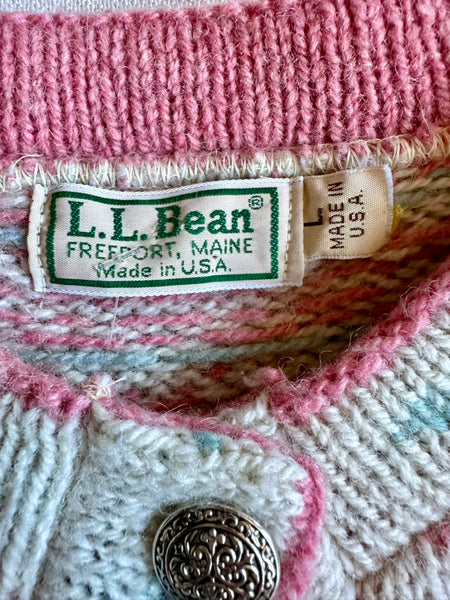 L.L.Bean®
FREEPORT, MAINE
Made in U.S.A.
L
MADE IN
U.S.A.